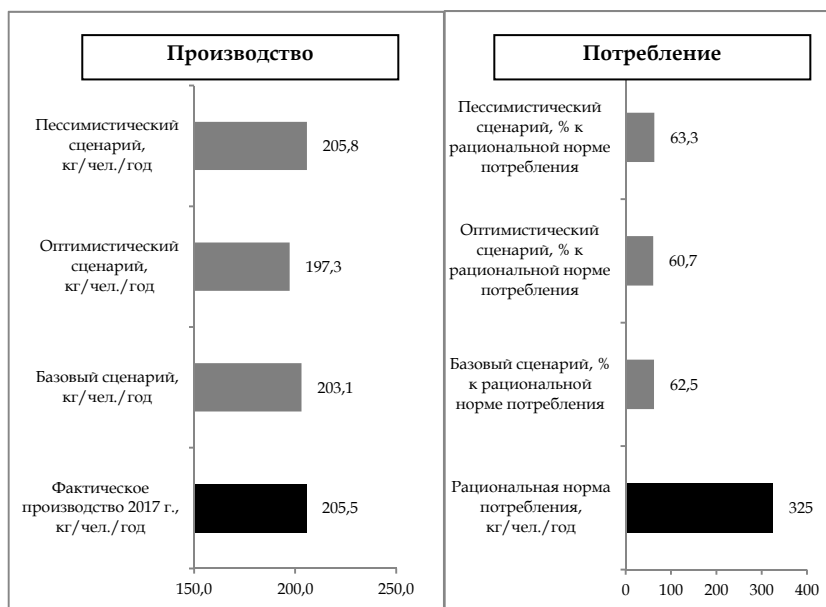 Производство
Пессимистический
сценарий,
кг/чел./год
205,8
Оптимистический
сценарий,
кг/чел./год
197,3
Базовый сценарий,
кг/чел./год
203,1
Фактическое
производство 2017 г.,
кг/чел./год
205,5
150,0 200,0 250,0
Потребление
Пессимистический
сценарий, % к
рациональной норме
потребления
63,3
Оптимистический
сценарий, % к
рациональной норме
потребления
60,7
Базовый сценарий, %
к рациональной
норме потребления
62,5
Рациональная норма
потребления,
кг/чел./год
325
0 100 200 300 400